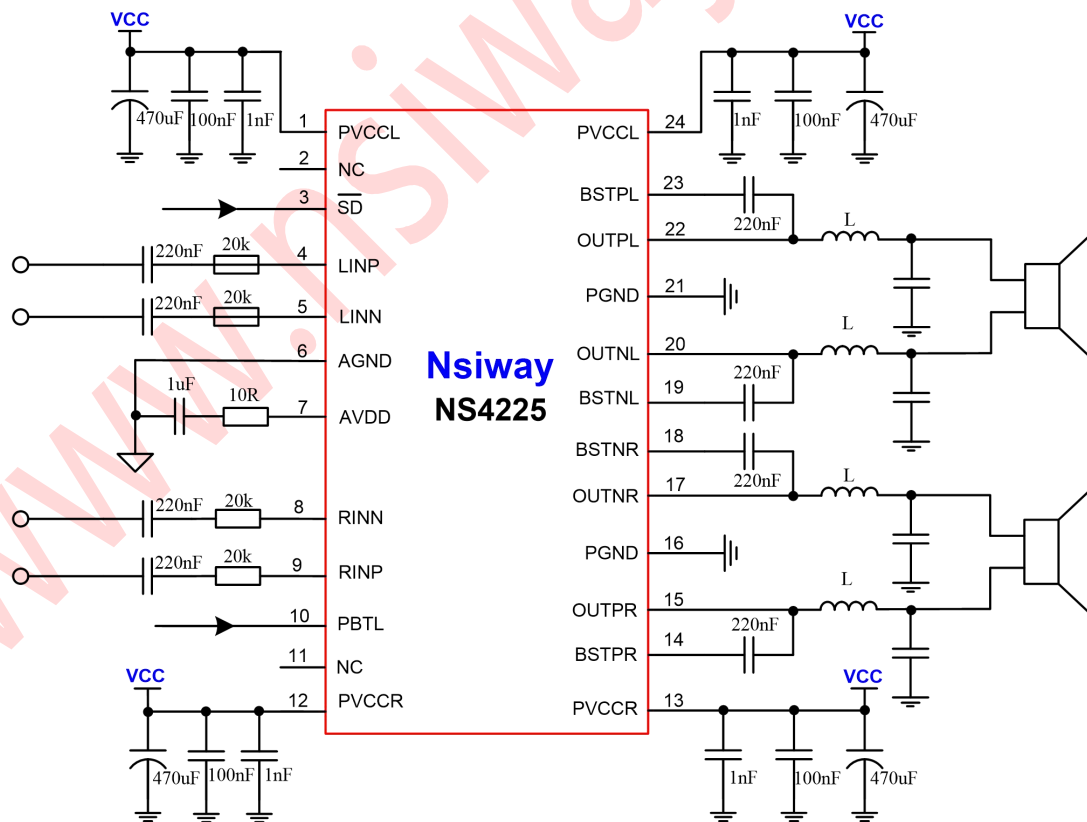 www.nsiway
VCC
470uF 100nF 1nF
VCC
1nF 100nF 470uF
1 PVCCL
2 NC
3 SD
220nF 20k 4 LINP
220nF 20k 5 LINN
6 AGND
1uF 10R 7 AVDD
220nF 20k 8 RINN
220nF 20k 9 RINP
10 PBTL
11 NC
12 PVCCR
Nsiway
NS4225
PVCCL 24
BSTPL 23
220nF
OUTPL 22 L
PGND 21
OUTNL 20 L
220nF
BSTNL 19
BSTNR 18
220nF
OUTNR 17 L
PGND 16
OUTPR 15 L
220nF
BSTPR 14
PVCCR 13
VCC
470uF 100nF 1nF
VCC
1nF 100nF 470uF